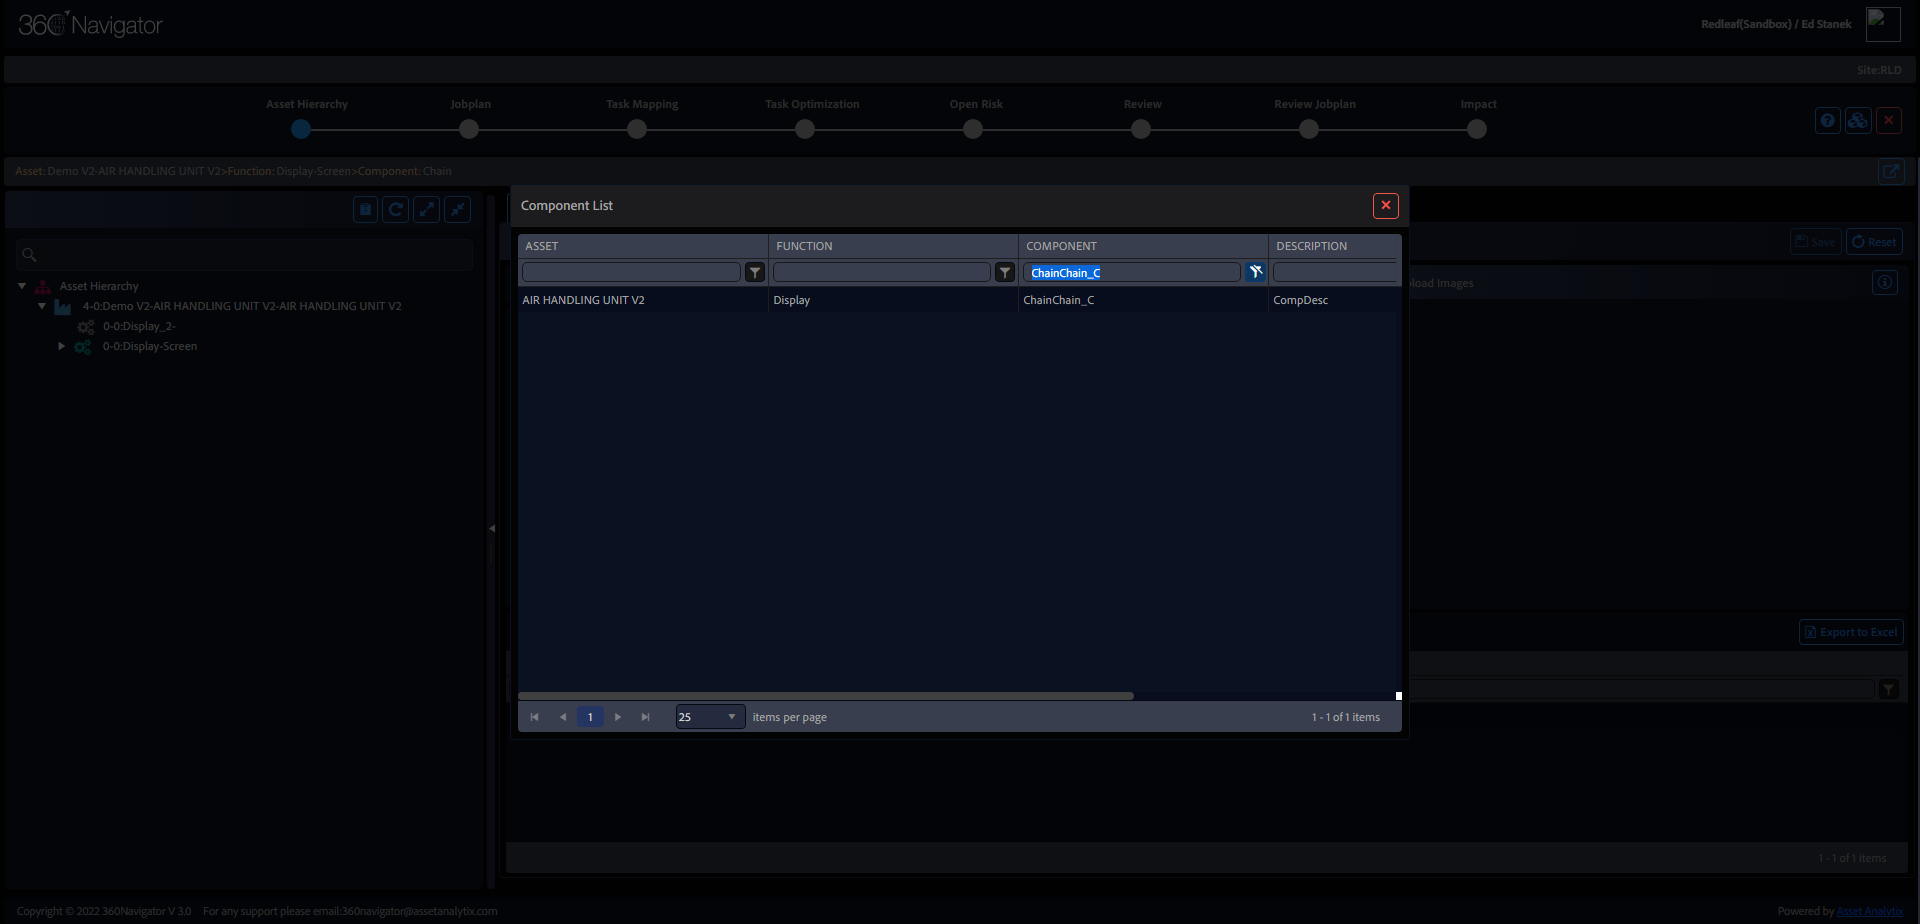 360 Navigator
Redleaf(Sandbox) / Ed Stanek
Site:RLD
Asset Hierarchy Jobplan Task Mapping Task Optimization Open Risk Review Review Jobplan Impact
Asset: Demo V2-AIR HANDLING UNIT V2>Function: Display-Screen>Component: Chain
Component List
Save Reset
ASSET FUNCTION COMPONENT DESCRIPTION
ChainChain_C
AIR HANDLING UNIT V2 Display ChainChain_C CompDesc
load Images
Asset Hierarchy
4-0:Demo V2-AIR HANDLING UNIT V2-AIR HANDLING UNIT V2
0-0:Display_2-
0-0:Display-Screen
Export to Excel
1 25 items per page 1 - 1 of 1 items
1 - 1 of 1 items
Copyright © 2022 360Navigator V 3.0 For any support please email:360navigator@assetanalytix.com
Powered by Asset Analytix